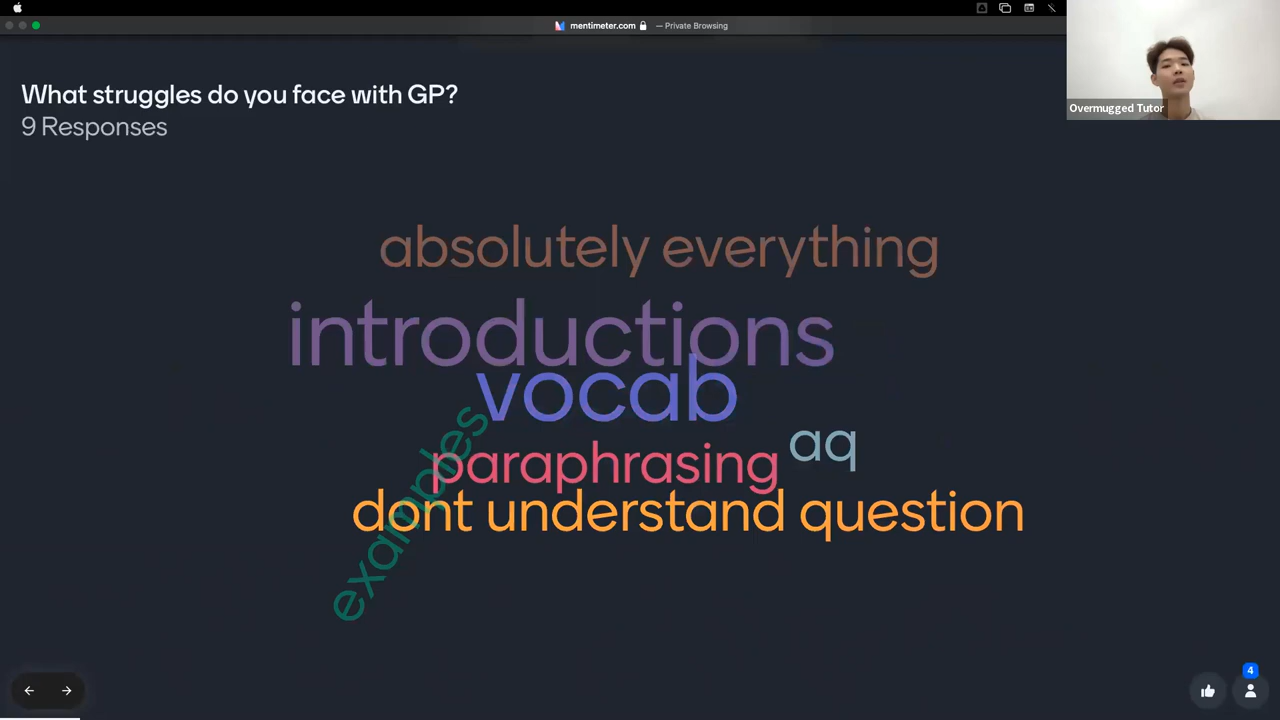 mentimeter.com — Private Browsing
What struggles do you face with GP?
9 Responses
Overmugged Tutor
absolutely everything
introductions
vocab
aq
paraphrasing
examples
dont understand question
4